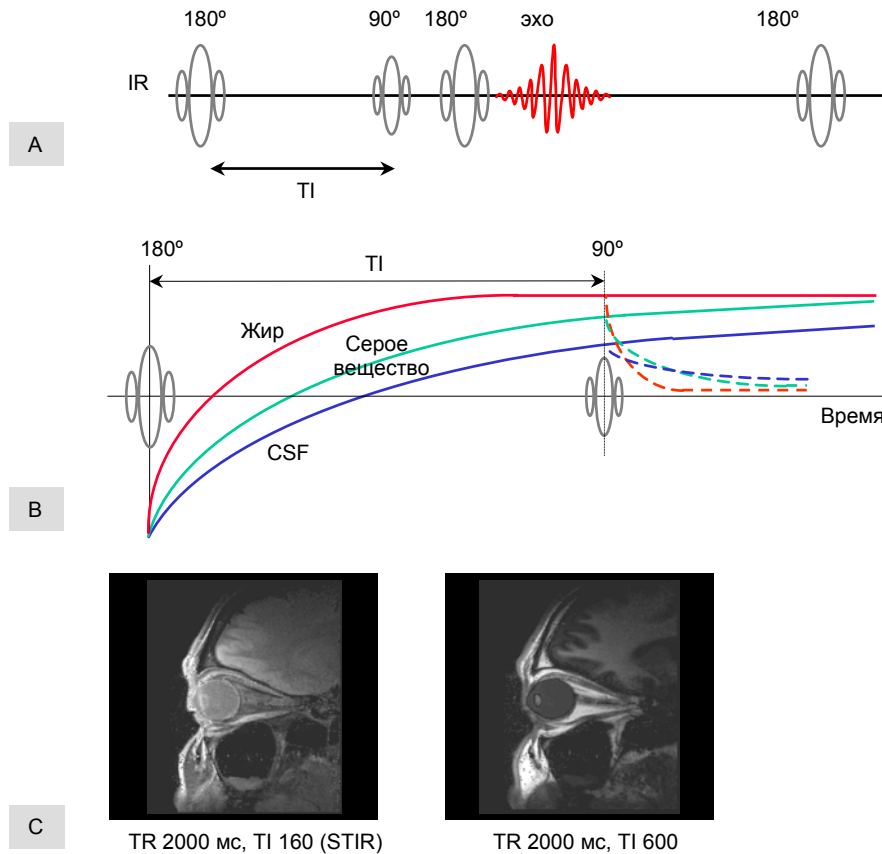 180º 90º 180º эхо 180º
IR
A
TI
180º 90º
TI
Жир
Серое
вещество
Время
CSF
B
C
TR 2000 мс, TI 160 (STIR) TR 2000 мс, TI 600